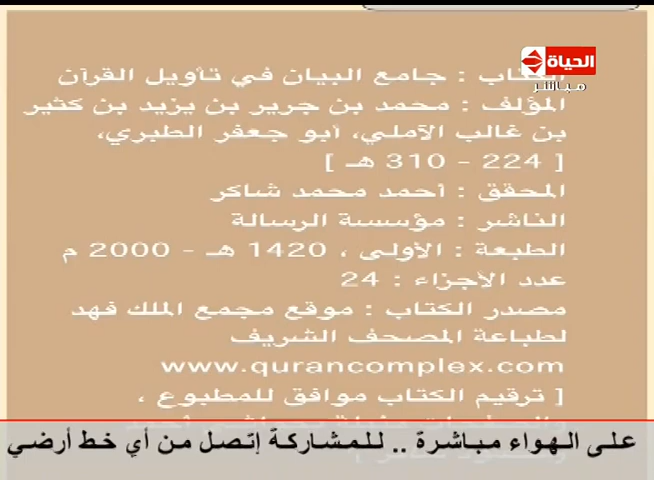 الحياة
مباشر
الكتاب : جامع البيان في تأويل القرآن
المؤلف : محمد بن جرير بن يزيد بن كثير
بن غالب الآملي، أبو جعفر الطبري،
[ 224 - 310 هـ ]
المحقق : أحمد محمد شاكر
الناشر : مؤسسة الرسالة
الطبعة : الأولى ، 1420 هـ - 2000 م
عدد الأجزاء : 24
مصدر الكتاب : موقع مجمع الملك فهد
لطباعة المصحف الشريف
www.qurancomplex.com
[ ترقيم الكتاب موافق للمطبوع ،
على الهواء مباشرة .. للمشاركة إتصل من أي خط أرضي